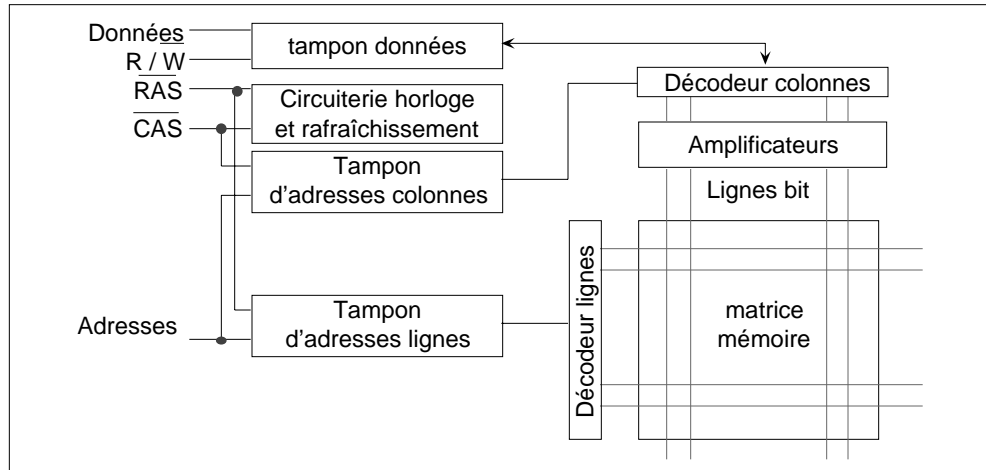 Données
R / W
RAS
CAS
Adresses
tampon données
Circuiterie horloge
et rafraîchissement
Tampon
d'adresses colonnes
Tampon
d'adresses lignes
Décodeur colonnes
Amplificateurs
Lignes bit
Décodeur lignes
matrice
mémoire